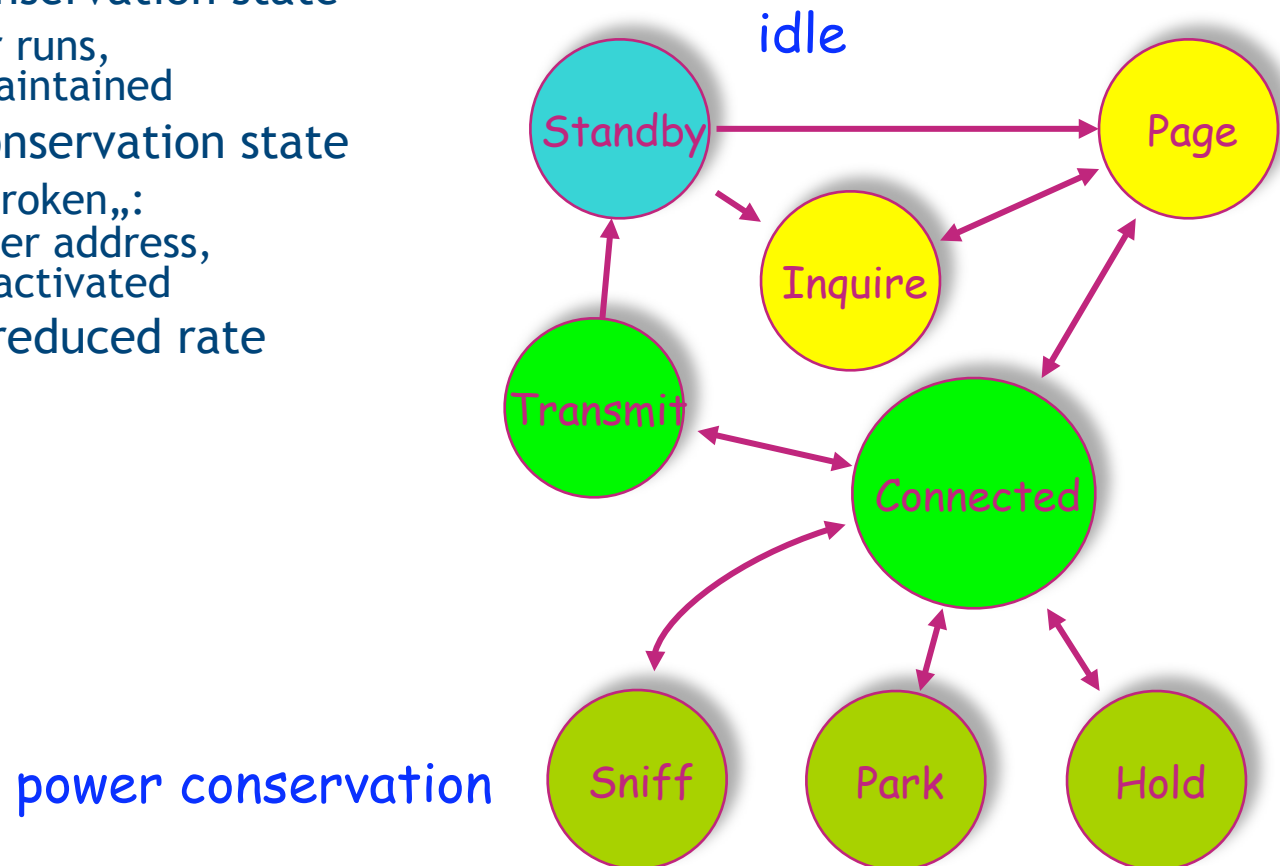 r runs,
aintained
onservation state
roken„:
er address,
activated
reduced rate
idle
Standby
Page
Inquire
Transmit
Connected
power conservation
Sniff
Park
Hold